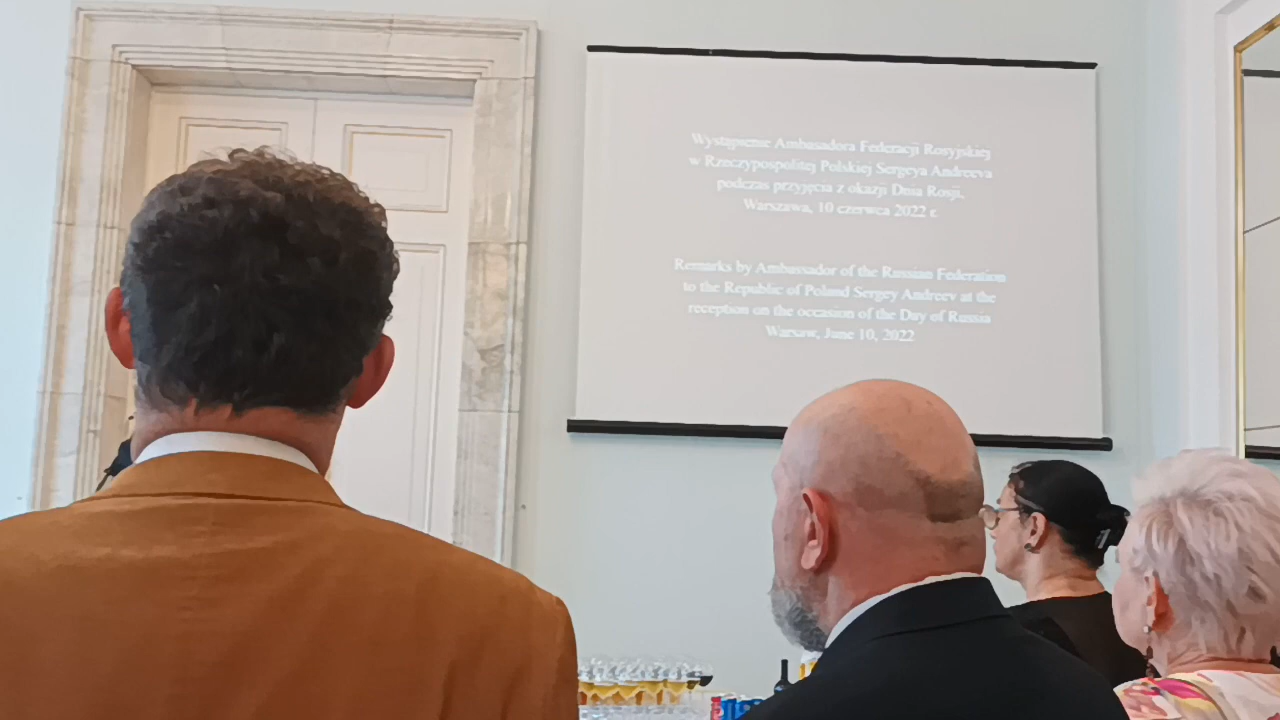 Wystąpienie Ambasadora Federacji Rosyjskiej
w Rzeczypospolitej Polskiej Sergeya Andreeva
podczas przyjęcia z okazji Dnia Rosji,
Warszawa, 10 czerwca 2022 r.
Remarks by Ambassador of the Russian Federation
to the Republic of Poland Sergey Andreev at the
reception on the occasion of the Day of Russia
Warsaw, June 10, 2022